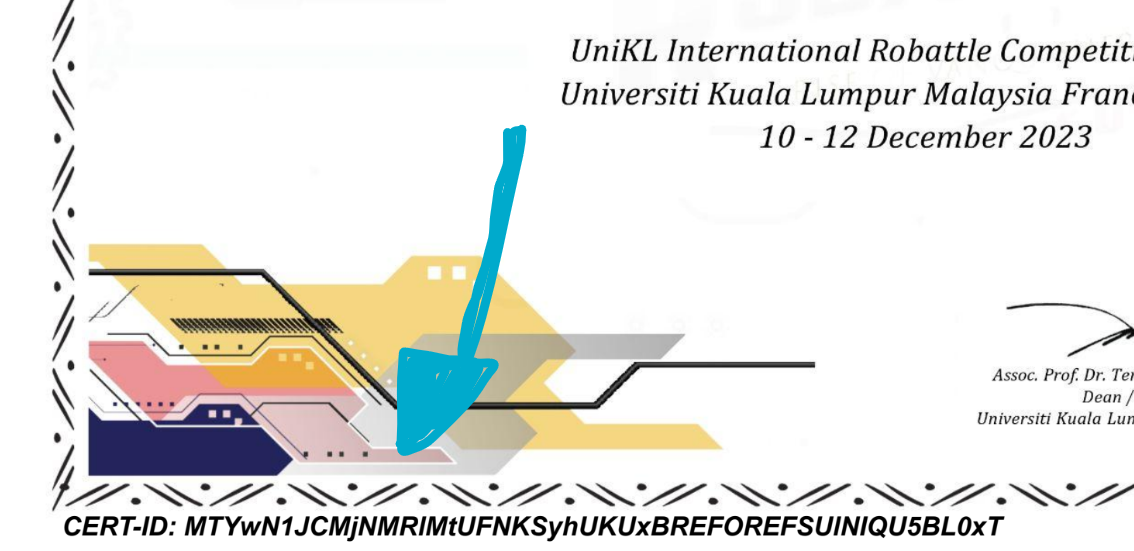 UniKL International Robattle Competiti
Universiti Kuala Lumpur Malaysia Franc
10 - 12 December 2023
Assoc. Prof. Dr. Ter
Dean /
Universiti Kuala Lum
CERT-ID: MTYwN1JCMjNMRlMtUFNKSyhUKUxBREFOREFSUINIQU5BL0xT